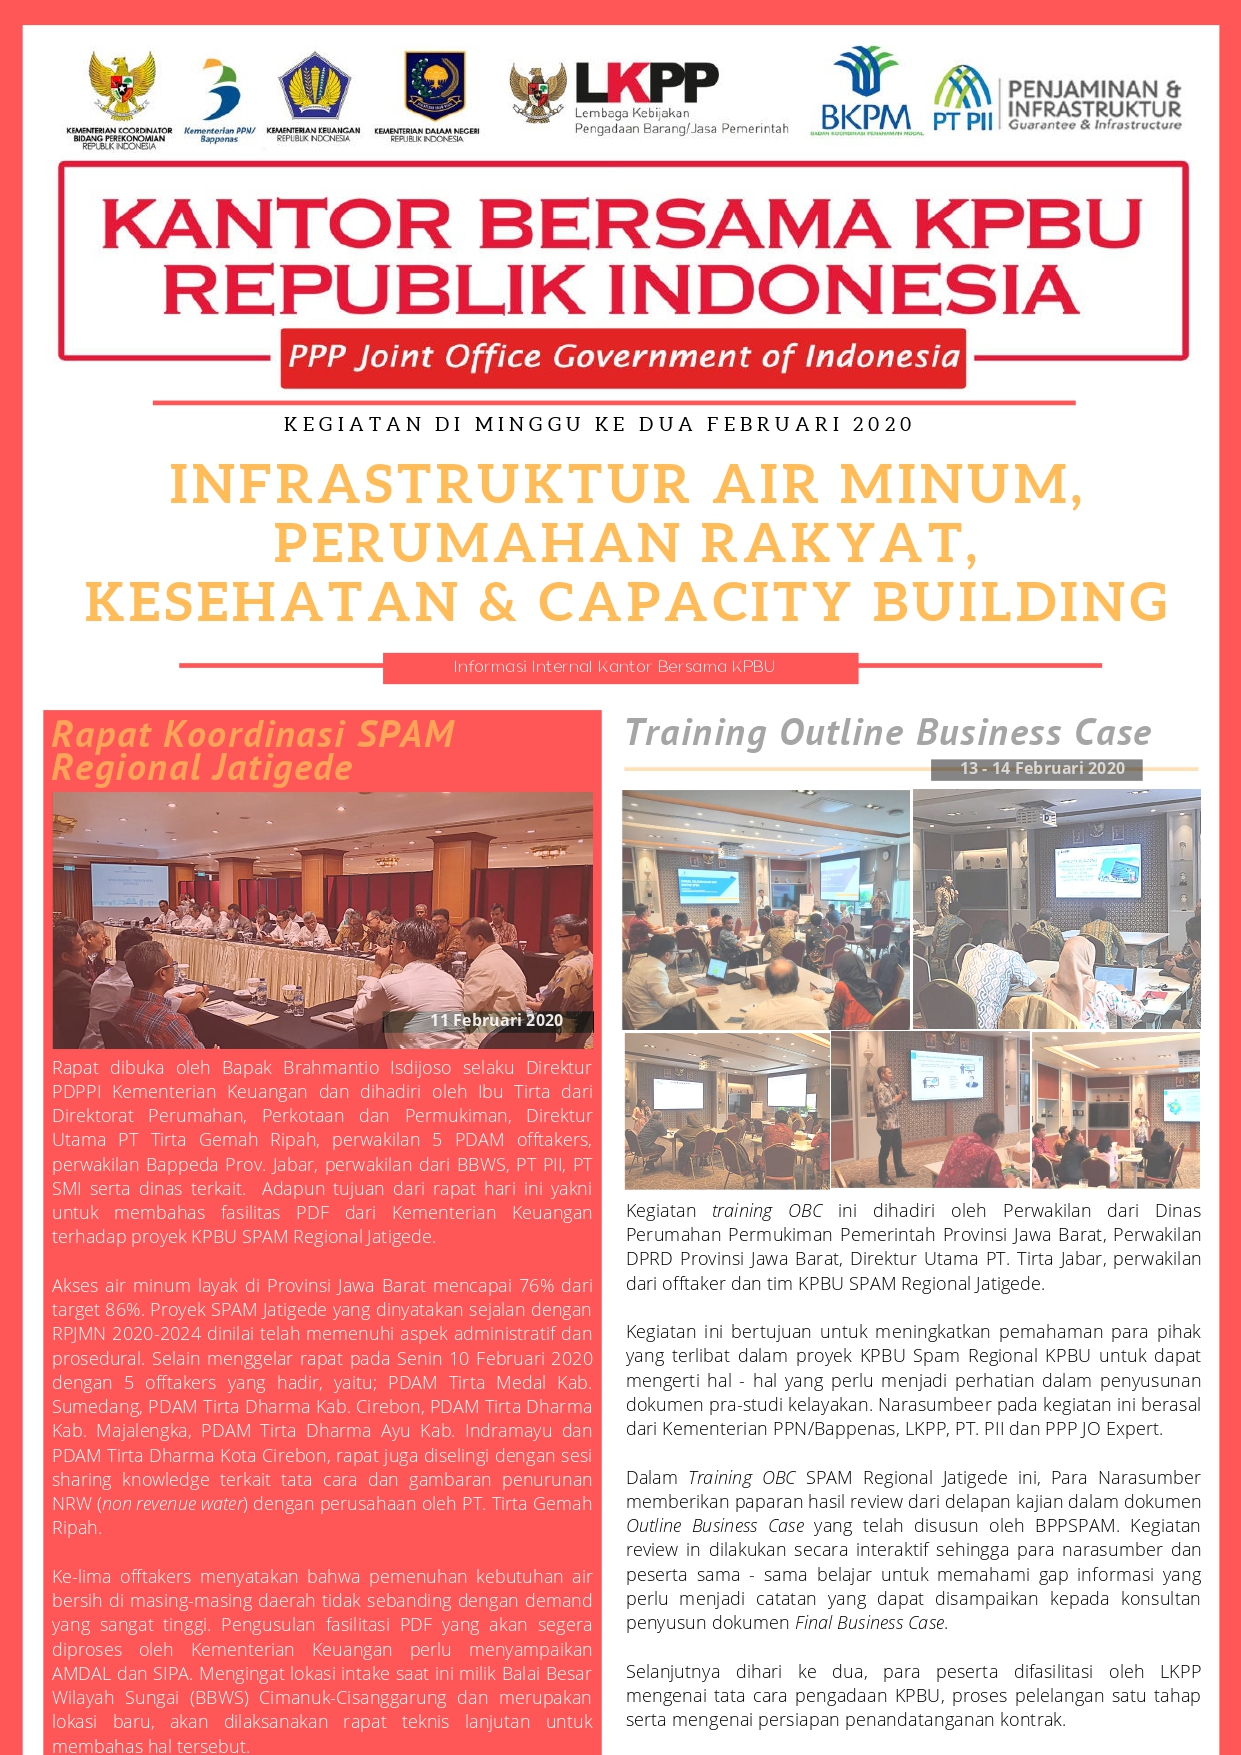 KEMENTERIAN KOORDINATOR
BIDANG PEREKONOMIAN
REPUBLIK INDONESIA
Kementerian PPN/
Bappenas
KEMENTERIAN KEUANGAN
REPUBLIK INDONESIA
KEMENTERIAN DALAM NEGERI
REPUBLIK INDONESIA
LKPP
Lembaga Kebijakan
Pengadaan Barang/Jasa Pemerintah
BKPM
BADAN KOORDINASI PENANAMAN MODAL
PT PII
PENJAMINAN &
INFRASTRUKTUR
Guarantee & Infrastructure
KANTOR BERSAMA KPBU
REPUBLIK INDONESIA
PPP Joint Office Government of Indonesia
KEGIATAN DI MINGGU KE DUA FEBRUARI 2020
INFRASTRUKTUR AIR MINUM,
PERUMAHAN RAKYAT,
KESEHATAN & CAPACITY BUILDING
Informasi Internal Kantor Bersama KPBU
Rapat Koordinasi SPAM
Regional Jatigede
11 Februari 2020
Rapat dibuka oleh Bapak Brahmantio Isdijoso selaku Direktur
PDPPI Kementerian Keuangan dan dihadiri oleh Ibu Tirta dari
Direktorat Perumahan, Perkotaan dan Permukiman, Direktur
Utama PT Tirta Gemah Ripah, perwakilan 5 PDAM offtakers,
perwakilan Bappeda Prov. Jabar, perwakilan dari BBWS, PT PII, PT
SMI serta dinas terkait. Adapun tujuan dari rapat hari ini yakni
untuk membahas fasilitas PDF dari Kementerian Keuangan
terhadap proyek KPBU SPAM Regional Jatigede.
Akses air minum layak di Provinsi Jawa Barat mencapai 76% dari
target 86%. Proyek SPAM Jatigede yang dinyatakan sejalan dengan
RPJMN 2020-2024 dinilai telah memenuhi aspek administratif dan
prosedural. Selain menggelar rapat pada Senin 10 Februari 2020
dengan 5 offtakers yang hadir, yaitu; PDAM Tirta Medal Kab.
Sumedang, PDAM Tirta Dharma Kab. Cirebon, PDAM Tirta Dharma
Kab. Majalengka, PDAM Tirta Dharma Ayu Kab. Indramayu dan
PDAM Tirta Dharma Kota Cirebon, rapat juga diselingi dengan sesi
sharing knowledge terkait tata cara dan gambaran penurunan
NRW (non revenue water) dengan perusahaan oleh PT. Tirta Gemah
Ripah.
Ke-lima offtakers menyatakan bahwa pemenuhan kebutuhan air
bersih di masing-masing daerah tidak sebanding dengan demand
yang sangat tinggi. Pengusulan fasilitasi PDF yang akan segera
diproses oleh Kementerian Keuangan perlu menyampaikan
AMDAL dan SIPA. Mengingat lokasi intake saat ini milik Balai Besar
Wilayah Sungai (BBWS) Cimanuk-Cisanggarung dan merupakan
lokasi baru, akan dilaksanakan rapat teknis lanjutan untuk
membahas hal tersebut.
Training Outline Business Case
13 - 14 Februari 2020
Kegiatan training OBC ini dihadiri oleh Perwakilan dari Dinas
Perumahan Permukiman Pemerintah Provinsi Jawa Barat, Perwakilan
DPRD Provinsi Jawa Barat, Direktur Utama PT. Tirta Jabar, perwakilan
dari offtaker dan tim KPBU SPAM Regional Jatigede.
Kegiatan ini bertujuan untuk meningkatkan pemahaman para pihak
yang terlibat dalam proyek KPBU Spam Regional KPBU untuk dapat
mengerti hal - hal yang perlu menjadi perhatian dalam penyusunan
dokumen pra-studi kelayakan. Narasumbeer pada kegiatan ini berasal
dari Kementerian PPN/Bappenas, LKPP, PT. PII dan PPP JO Expert.
Dalam Training OBC SPAM Regional Jatigede ini, Para Narasumber
memberikan paparan hasil review dari delapan kajian dalam dokumen
Outline Business Case yang telah disusun oleh BPPSPAM. Kegiatan
review in dilakukan secara interaktif sehingga para narasumber dan
peserta sama - sama belajar untuk memahami gap informasi yang
perlu menjadi catatan yang dapat disampaikan kepada konsultan
penyusun dokumen Final Business Case.
Selanjutnya dihari ke dua, para peserta difasilitasi oleh LKPP
mengenai tata cara pengadaan KPBU, proses pelelangan satu tahap
serta mengenai persiapan penandatanganan kontrak.